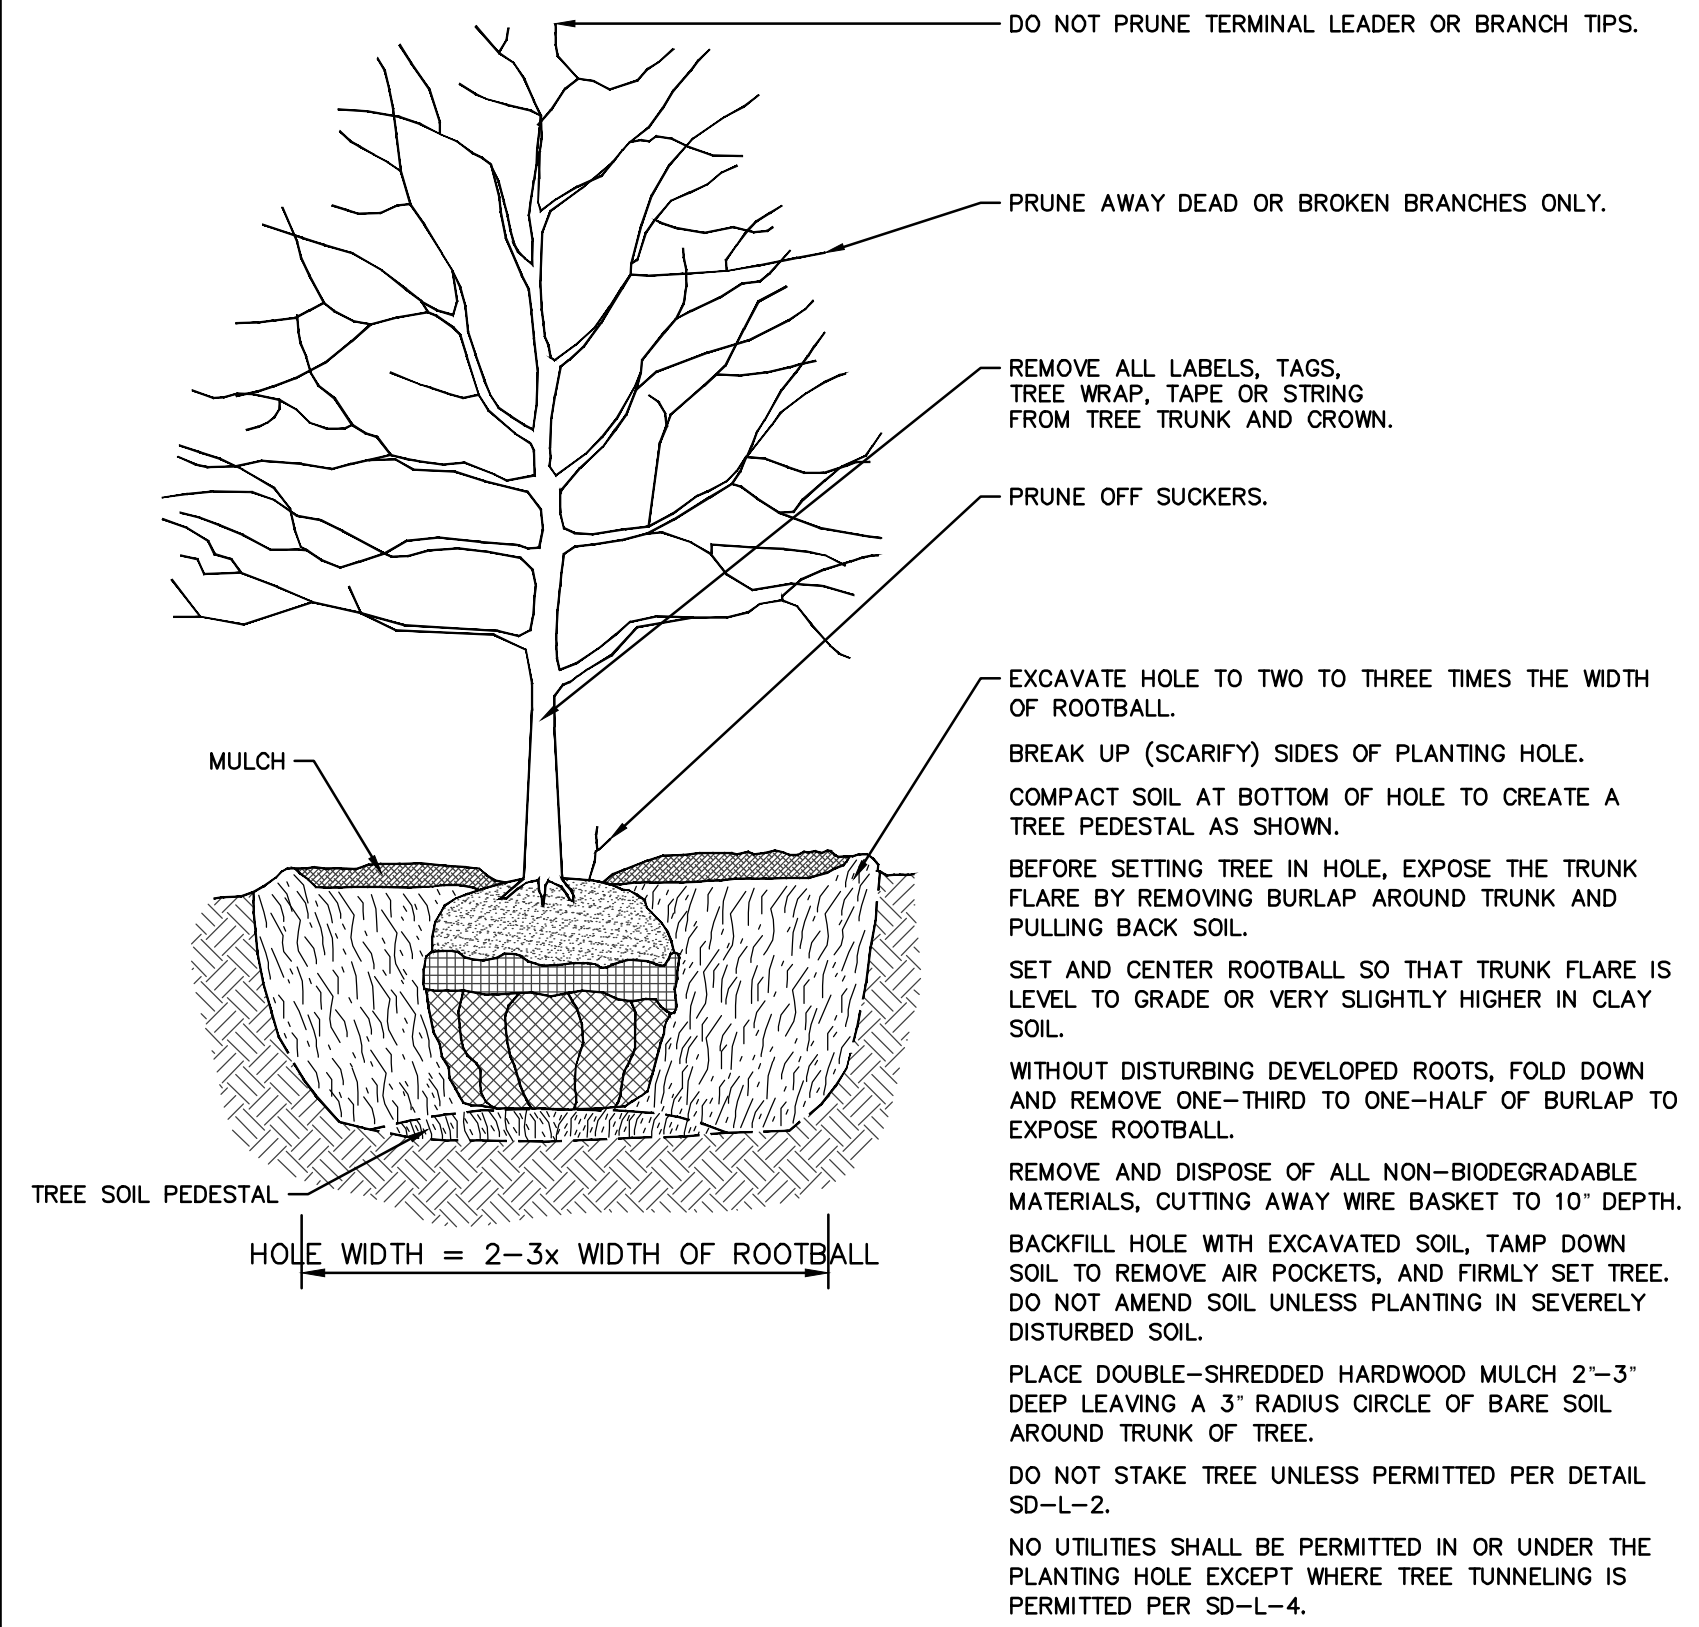 DO NOT PRUNE TERMINAL LEADER OR BRANCH TIPS.
PRUNE AWAY DEAD OR BROKEN BRANCHES ONLY.
REMOVE ALL LABELS, TAGS,
TREE WRAP, TAPE OR STRING
FROM TREE TRUNK AND CROWN.
PRUNE OFF SUCKERS.
EXCAVATE HOLE TO TWO TO THREE TIMES THE WIDTH
OF ROOTBALL.
BREAK UP (SCARIFY) SIDES OF PLANTING HOLE.
COMPACT SOIL AT BOTTOM OF HOLE TO CREATE A
TREE PEDESTAL AS SHOWN.
BEFORE SETTING TREE IN HOLE, EXPOSE THE TRUNK
FLARE BY REMOVING BURLAP AROUND TRUNK AND
PULLING BACK SOIL.
SET AND CENTER ROOTBALL SO THAT TRUNK FLARE IS
LEVEL TO GRADE OR VERY SLIGHTLY HIGHER IN CLAY
SOIL.
WITHOUT DISTURBING DEVELOPED ROOTS, FOLD DOWN
AND REMOVE ONE-THIRD TO ONE-HALF OF BURLAP TO
EXPOSE ROOTBALL.
REMOVE AND DISPOSE OF ALL NON-BIODEGRADABLE
MATERIALS, CUTTING AWAY WIRE BASKET TO 10" DEPTH.
BACKFILL HOLE WITH EXCAVATED SOIL, TAMP DOWN
SOIL TO REMOVE AIR POCKETS, AND FIRMLY SET TREE.
DO NOT AMEND SOIL UNLESS PLANTING IN SEVERELY
DISTURBED SOIL.
PLACE DOUBLE-SHREDDED HARDWOOD MULCH 2"-3"
DEEP LEAVING A 3" RADIUS CIRCLE OF BARE SOIL
AROUND TRUNK OF TREE.
DO NOT STAKE TREE UNLESS PERMITTED PER DETAIL
SD-L-2.
NO UTILITIES SHALL BE PERMITTED IN OR UNDER THE
PLANTING HOLE EXCEPT WHERE TREE TUNNELING IS
PERMITTED PER SD-L-4.
MULCH
TREE SOIL PEDESTAL
HOLE WIDTH = 2-3x WIDTH OF ROOTBALL